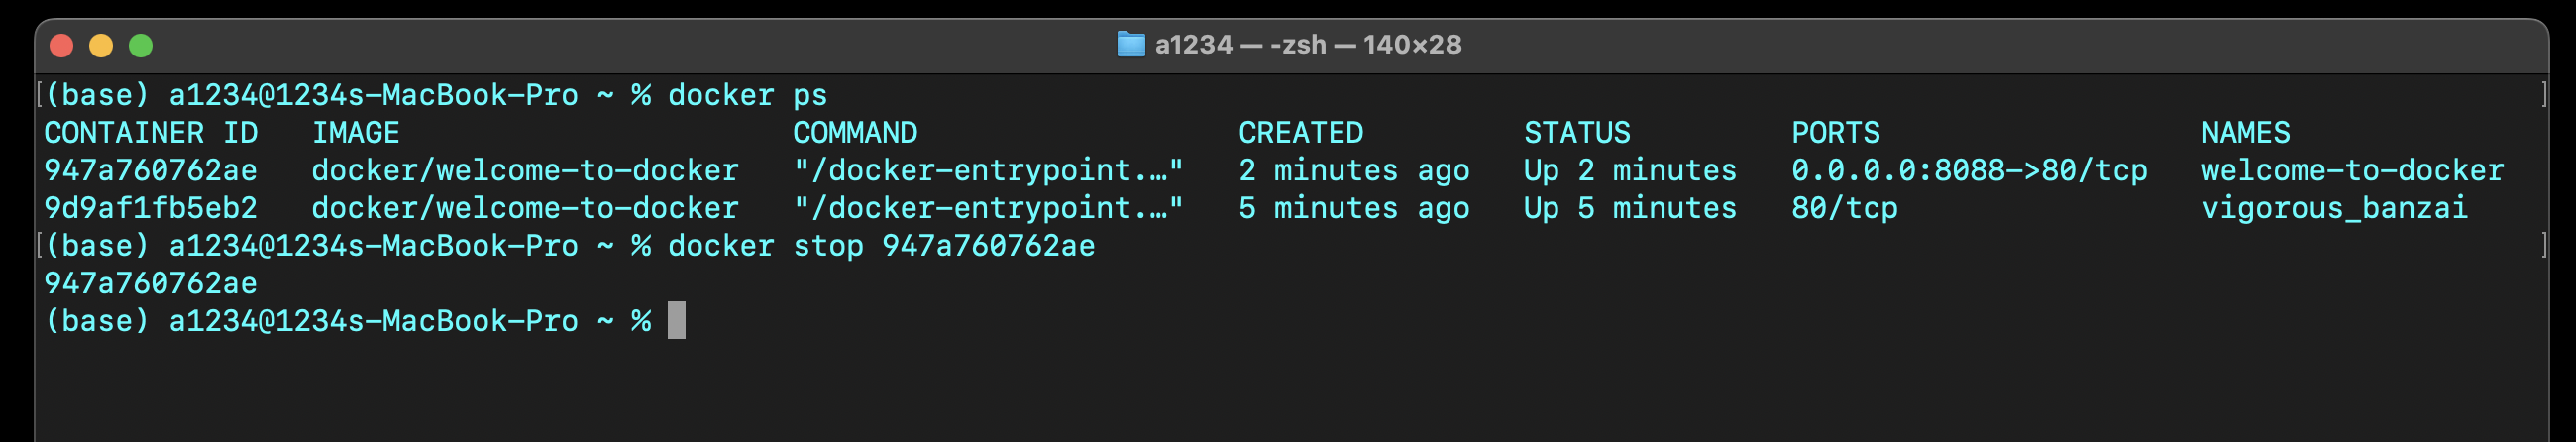 a1234 — -zsh — 140×28
(base) a1234@1234s-MacBook-Pro ~ % docker ps
CONTAINER ID   IMAGE                      COMMAND                  CREATED         STATUS         PORTS                  NAMES
947a760762ae   docker/welcome-to-docker   "/docker-entrypoint.…"   2 minutes ago   Up 2 minutes   0.0.0.0:8088->80/tcp   welcome-to-docker
9d9af1fb5eb2   docker/welcome-to-docker   "/docker-entrypoint.…"   5 minutes ago   Up 5 minutes   80/tcp                 vigorous_banzai
(base) a1234@1234s-MacBook-Pro ~ % docker stop 947a760762ae
947a760762ae
(base) a1234@1234s-MacBook-Pro ~ %